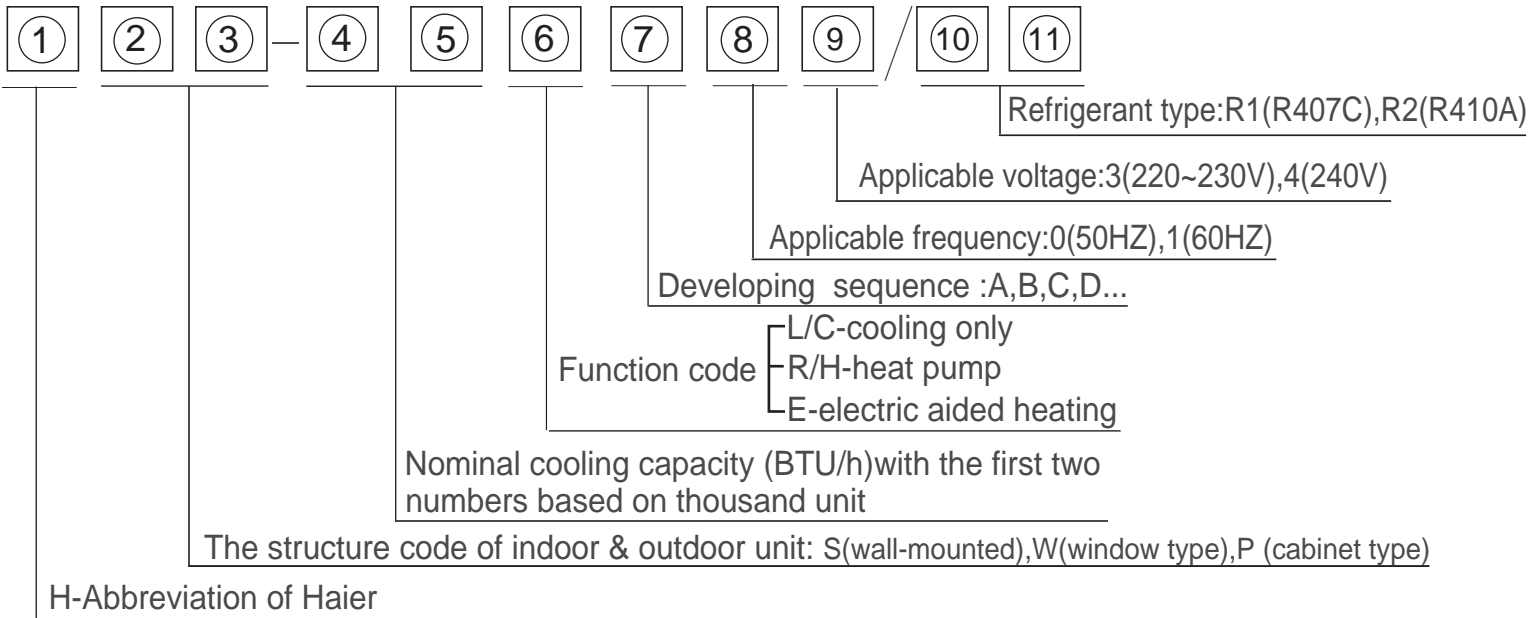 ① ② ③ — ④ ⑤ ⑥ ⑦ ⑧ ⑨ / ⑩ ⑪
Refrigerant type:R1(R407C),R2(R410A)
Applicable voltage:3(220~230V),4(240V)
Applicable frequency:0(50HZ),1(60HZ)
Developing sequence :A,B,C,D...
L/C-cooling only
Function code
R/H-heat pump
E-electric aided heating
Nominal cooling capacity (BTU/h)with the first two
numbers based on thousand unit
The structure code of indoor & outdoor unit: S(wall-mounted),W(window type),P (cabinet type)
H-Abbreviation of Haier